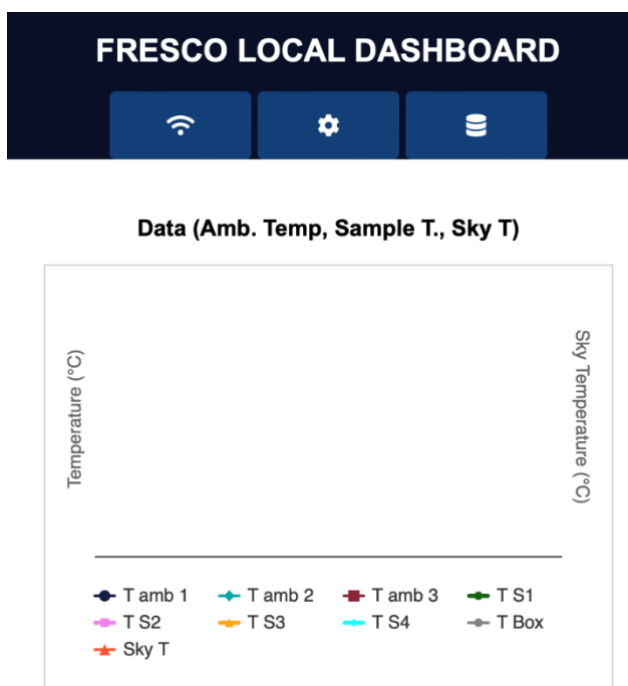 FRESCO LOCAL DASHBOARD
Data (Amb. Temp, Sample T., Sky T)
Temperature (°C)
Sky Temperature (°C)
T amb 1 T amb 2 T amb 3 T S1
T S2 T S3 T S4 T Box
Sky T